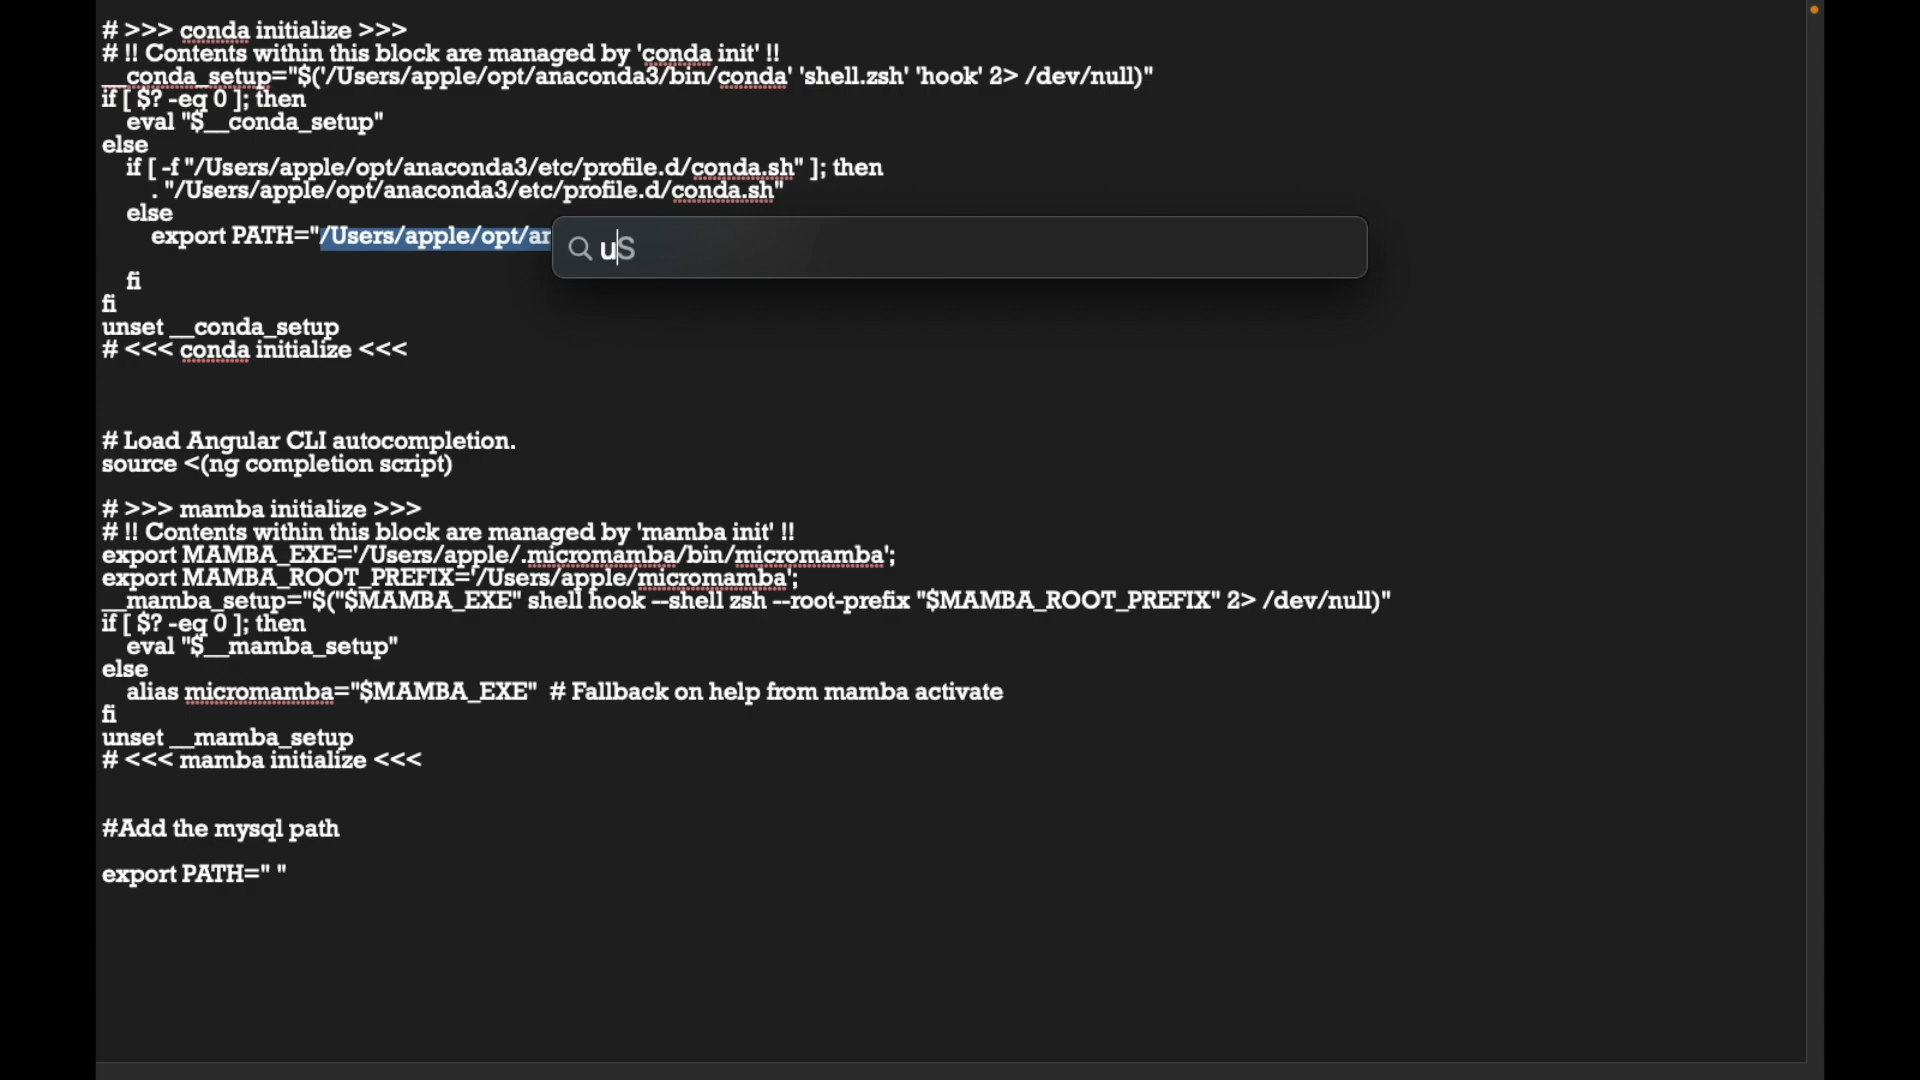 # >>> conda initialize >>>
# !! Contents within this block are managed by 'conda init' !!
__conda_setup="$('/Users/apple/opt/anaconda3/bin/conda' 'shell.zsh' 'hook' 2> /dev/null)"
if [ $? -eq 0 ]; then
    eval "$__conda_setup"
else
    if [ -f "/Users/apple/opt/anaconda3/etc/profile.d/conda.sh" ]; then
        . "/Users/apple/opt/anaconda3/etc/profile.d/conda.sh"
    else
        export PATH="/Users/apple/opt/an
uS
    fi
fi
unset __conda_setup
# <<< conda initialize <<<
# Load Angular CLI autocompletion.
source <(ng completion script)
# >>> mamba initialize >>>
# !! Contents within this block are managed by 'mamba init' !!
export MAMBA_EXE='/Users/apple/.micromamba/bin/micromamba';
export MAMBA_ROOT_PREFIX='/Users/apple/micromamba';
__mamba_setup="$("$MAMBA_EXE" shell hook --shell zsh --root-prefix "$MAMBA_ROOT_PREFIX" 2> /dev/null)"
if [ $? -eq 0 ]; then
    eval "$__mamba_setup"
else
    alias micromamba="$MAMBA_EXE"  # Fallback on help from mamba activate
fi
unset __mamba_setup
# <<< mamba initialize <<<
#Add the mysql path
export PATH=" "